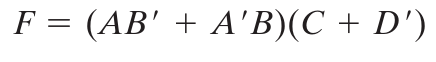 F = (AB′ + A′B)(C + D′)